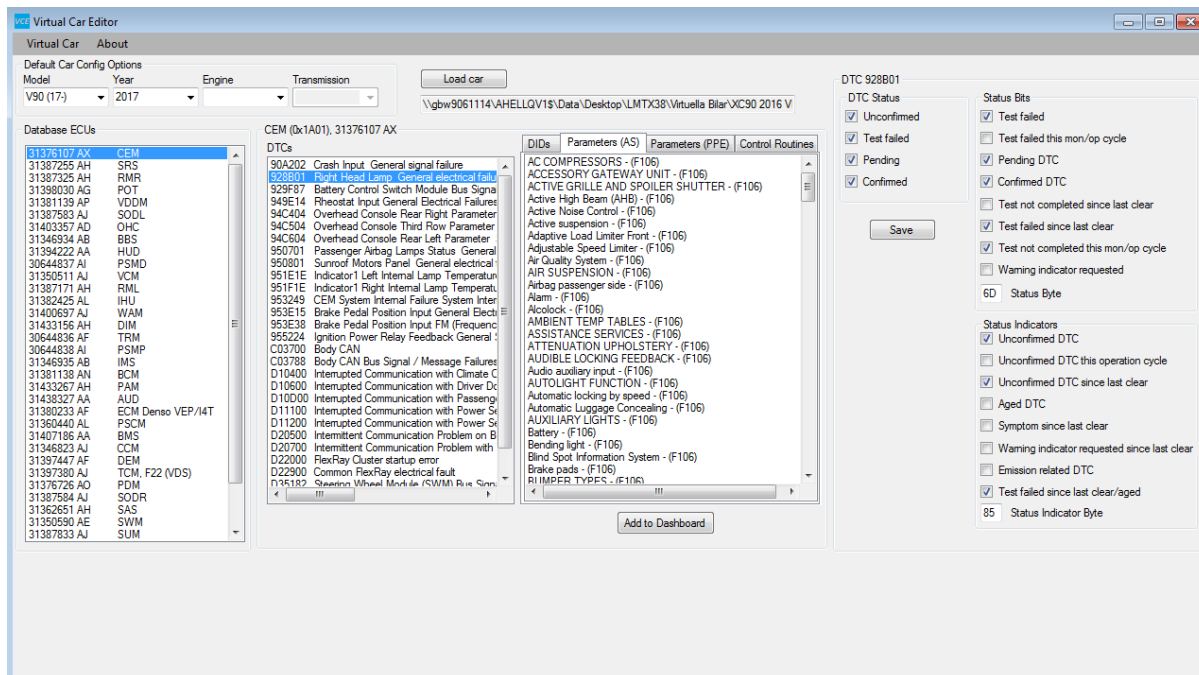 VCE Virtual Car Editor
Virtual Car About
Default Car Config Options
Model Year Engine Transmission
V90 (17-) 2017
Load car
\\gbw9061114\AHELLQV1$\Data\Desktop\LMTX38\Virtuella Bilar\XC90 2016 V
Database ECUs
31376107 AX CEM
31387255 AH SRS
31387325 AH RMR
31398030 AG POT
31381139 AP VDDM
31387583 AJ SODL
31403357 AD OHC
31346934 AB BBS
31394222 AA HUD
30644837 AI PSMD
31350511 AJ VCM
31387171 AH RML
31382425 AL IHU
31400697 AJ WAM
31433156 AH DIM
30644836 AF TRM
30644838 AI PSMP
31346935 AB IMS
31381138 AN BCM
31433267 AH PAM
31438327 AA AUD
31380233 AF ECM Denso VEP/I4T
31360440 AL PSCM
31407186 AA BMS
31346823 AJ CCM
31397447 AF DEM
31397380 AJ TCM, F22 (VDS)
31376726 AO PDM
31387584 AJ SODR
31362651 AH SAS
31350590 AE SWM
31387833 AJ SUM
CEM (0x1A01), 31376107 AX
DTCs
90A202 Crash Input General signal failure
928B01 Right Head Lamp General electrical failu
929F87 Battery Control Switch Module Bus Signa
949E14 Rheostat Input General Electrical Failures
94C404 Overhead Console Rear Right Parameter
94C504 Overhead Console Third Row Parameter
94C604 Overhead Console Rear Left Parameter
950701 Passenger Airbag Lamps Status General
950801 Sunroof Motors Panel General electrical
951E1E Indicator1 Left Internal Lamp Temperatur
951F1E Indicator1 Right Internal Lamp Temperatu
953249 CEM System Internal Failure System Inter
953E15 Brake Pedal Position Input General Electr
953E38 Brake Pedal Position Input FM (Frequenc
955224 Ignition Power Relay Feedback General
C03700 Body CAN
C03788 Body CAN Bus Signal / Message Failures
D10400 Interrupted Communication with Climate C
D10600 Interrupted Communication with Driver Do
D10D00 Interrupted Communication with Passeng
D11100 Interrupted Communication with Power Se
D11200 Interrupted Communication with Power Se
D20500 Intermittent Communication Problem on B
D20700 Intermittent Communication Problem with
D22000 FlexRay Cluster startup error
D22900 Common FlexRay electrical fault
D35182 Steering Wheel Module (SWM) Bus Sign
DIDs Parameters (AS) Parameters (PPE) Control Routines
AC COMPRESSORS - (F106)
ACCESSORY GATEWAY UNIT - (F106)
ACTIVE GRILLE AND SPOILER SHUTTER - (F106)
Active High Beam (AHB) - (F106)
Active Noise Control - (F106)
Active suspension - (F106)
Adaptive Load Limiter Front - (F106)
Adjustable Speed Limiter - (F106)
Air Quality System - (F106)
AIR SUSPENSION - (F106)
Airbag passenger side - (F106)
Alarm - (F106)
Alcolock - (F106)
AMBIENT TEMP TABLES - (F106)
ASSISTANCE SERVICES - (F106)
ATTENUATION UPHOLSTERY - (F106)
AUDIBLE LOCKING FEEDBACK - (F106)
Audio auxiliary input - (F106)
AUTOLIGHT FUNCTION - (F106)
Automatic locking by speed - (F106)
Automatic Luggage Concealing - (F106)
AUXILIARY LIGHTS - (F106)
Battery - (F106)
Bending light - (F106)
Blind Spot Information System - (F106)
Brake pads - (F106)
BUMPER TYPES - (F106)
Add to Dashboard
DTC 928B01
DTC Status
Unconfirmed
Test failed
Pending
Confirmed
Save
Status Bits
Test failed
Test failed this mon/op cycle
Pending DTC
Confirmed DTC
Test not completed since last clear
Test failed since last clear
Test not completed this mon/op cycle
Warning indicator requested
6D Status Byte
Status Indicators
Unconfirmed DTC
Unconfirmed DTC this operation cycle
Unconfirmed DTC since last clear
Aged DTC
Symptom since last clear
Warning indicator requested since last clear
Emission related DTC
Test failed since last clear/aged
85 Status Indicator Byte